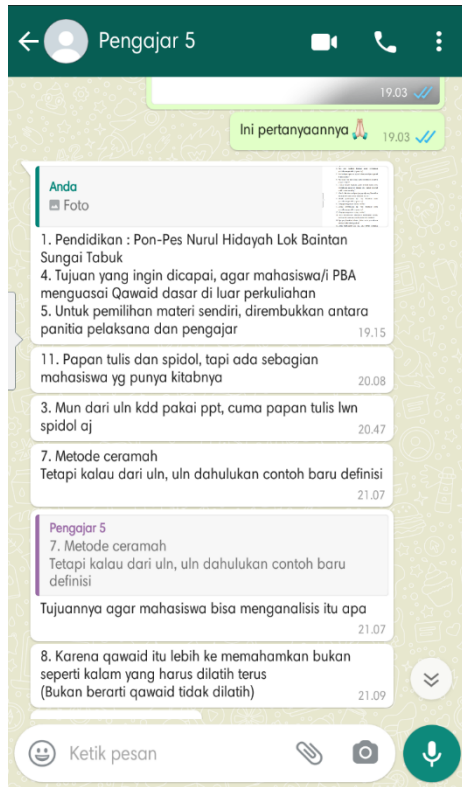 Pengajar 5
19.03
Ini pertanyaannya 🙏🏻 19.03
Anda
Foto
1. Pendidikan : Pon-Pes Nurul Hidayah Lok Baintan
Sungai Tabuk
4. Tujuan yang ingin dicapai, agar mahasiswa/i PBA
menguasai Qawaid dasar di luar perkuliahan
5. Untuk pemilihan materi sendiri, dirembukkan antara
panitia pelaksana dan pengajar 19.15
11. Papan tulis dan spidol, tapi ada sebagian
mahasiswa yg punya kitabnya 20.08
3. Mun dari uln kdd pakai ppt, cuma papan tulis lwn
spidol aj 20.47
7. Metode ceramah
Tetapi kalau dari uln, uln dahulukan contoh baru definisi
21.07
Pengajar 5
7. Metode ceramah
Tetapi kalau dari uln, uln dahulukan contoh baru
definisi
Tujuannya agar mahasiswa bisa menganalisis itu apa
21.07
8. Karena qawaid itu lebih ke memahamkan bukan
seperti kalam yang harus dilatih terus
(Bukan berarti qawaid tidak dilatih) 21.09
Ketik pesan